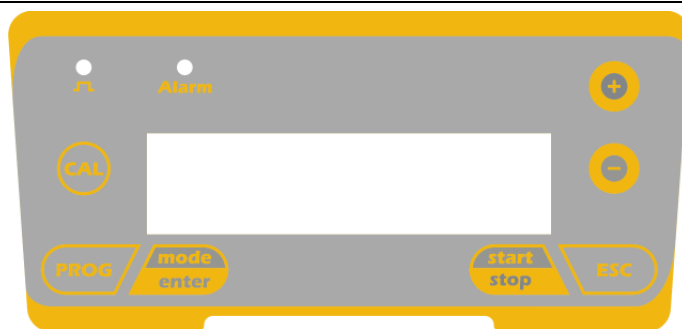 Alarm
+
CAL
−
PROG
mode
enter
start
stop
ESC